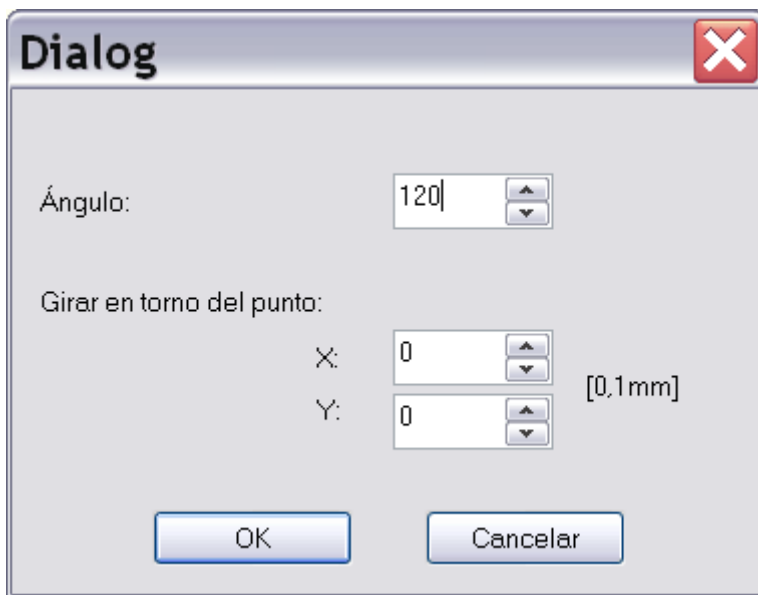 Dialog
Ángulo: 120
Girar en torno del punto:
X: 0
[0,1mm]
Y: 0
OK Cancelar